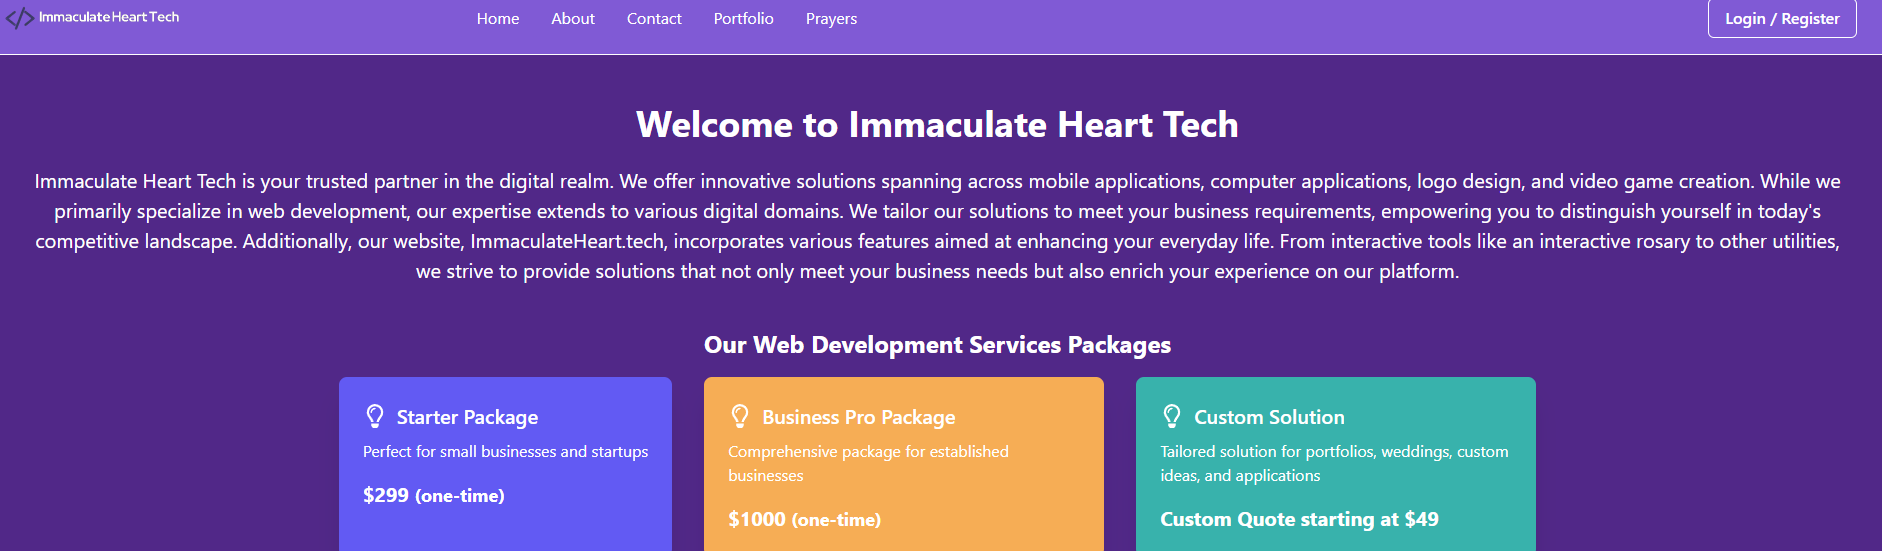 Immaculate Heart Tech
Home About Contact Portfolio Prayers
Login / Register
Welcome to Immaculate Heart Tech
Immaculate Heart Tech is your trusted partner in the digital realm. We offer innovative solutions spanning across mobile applications, computer applications, logo design, and video game creation. While we
primarily specialize in web development, our expertise extends to various digital domains. We tailor our solutions to meet your business requirements, empowering you to distinguish yourself in today's
competitive landscape. Additionally, our website, ImmaculateHeart.tech, incorporates various features aimed at enhancing your everyday life. From interactive tools like an interactive rosary to other utilities,
we strive to provide solutions that not only meet your business needs but also enrich your experience on our platform.
Our Web Development Services Packages
Starter Package
Perfect for small businesses and startups
$299 (one-time)
Business Pro Package
Comprehensive package for established
businesses
$1000 (one-time)
Custom Solution
Tailored solution for portfolios, weddings, custom
ideas, and applications
Custom Quote starting at $49